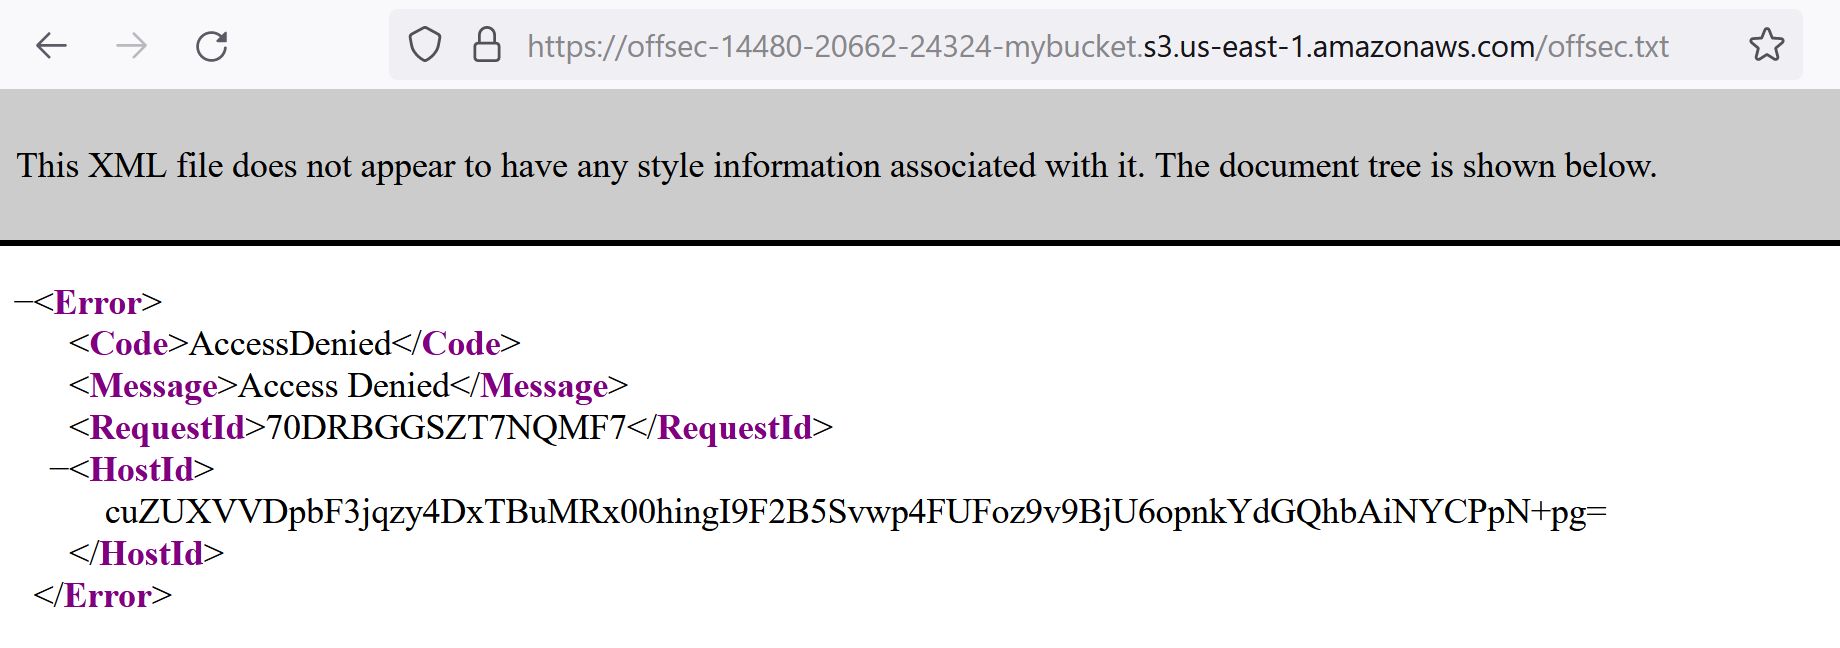 https://offsec-14480-20662-24324-mybucket.s3.us-east-1.amazonaws.com/offsec.txt
This XML file does not appear to have any style information associated with it. The document tree is shown below.
−<Error>
<Code>AccessDenied</Code>
<Message>Access Denied</Message>
<RequestId>70DRBGGSZT7NQMF7</RequestId>
−<HostId>
cuZUXVVDpbF3jqzy4DxTBuMRx00hingI9F2B5Svwp4FUFoz9v9BjU6opnkYdGQhbAiNYCPpN+pg=
</HostId>
</Error>